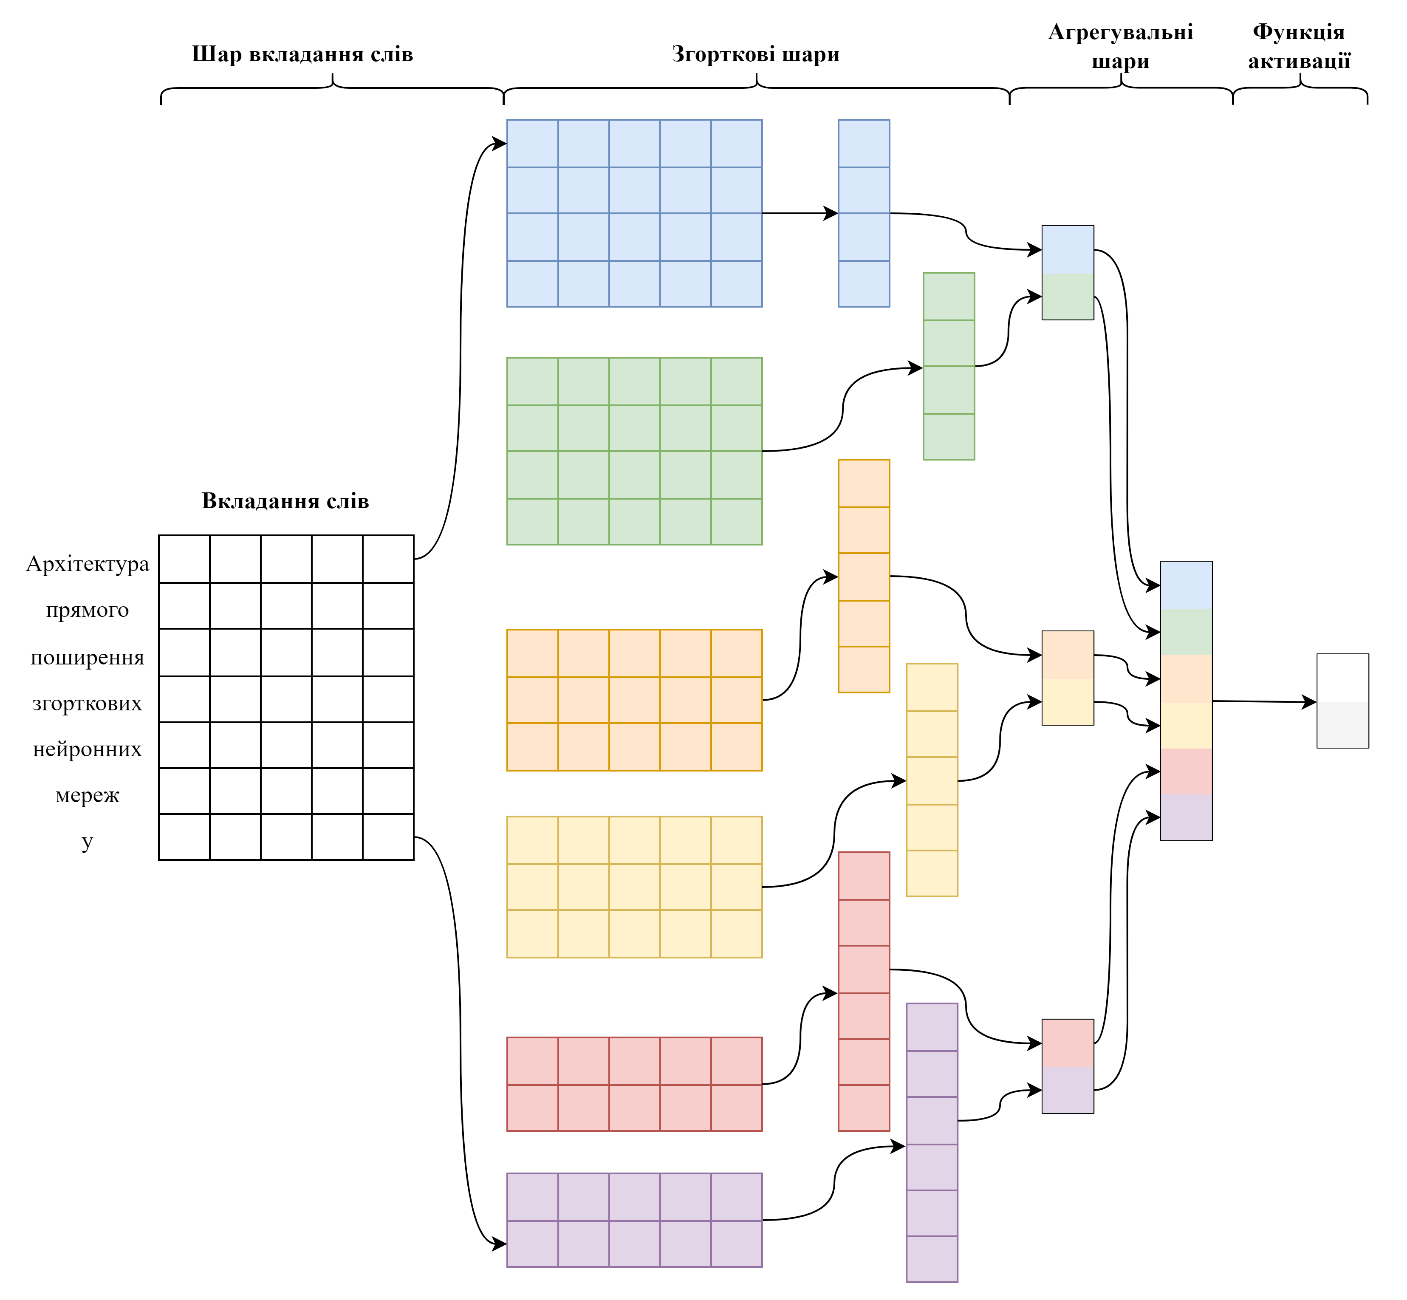 Шар вкладання слів
Згорткові шари
Агрегувальні
шари
Функція
активації
Вкладання слів
Архітектура
прямого
поширення
згорткових
нейронних
мереж
у